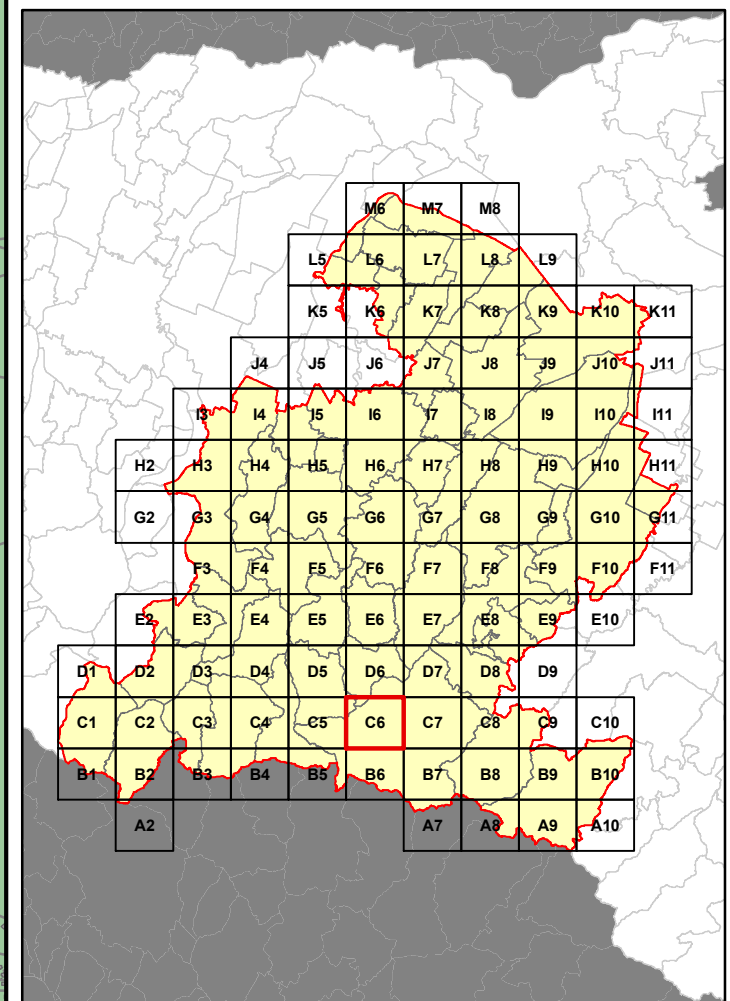 M6 M7 M8
L5 L6 L7 L8 L9
K5 K6 K7 K8 K9 K10 K11
J4 J5 J6 J7 J8 J9 J10 J11
I3 I4 I5 I6 I7 I8 I9 I10 I11
H2 H3 H4 H5 H6 H7 H8 H9 H10 H11
G2 G3 G4 G5 G6 G7 G8 G9 G10 G11
F3 F4 F5 F6 F7 F8 F9 F10 F11
E2 E3 E4 E5 E6 E7 E8 E9 E10
D1 D2 D3 D4 D5 D6 D7 D8 D9
C1 C2 C3 C4 C5 C6 C7 C8 C9 C10
B1 B2 B3 B4 B5 B6 B7 B8 B9 B10
A2 A7 A8 A9 A10